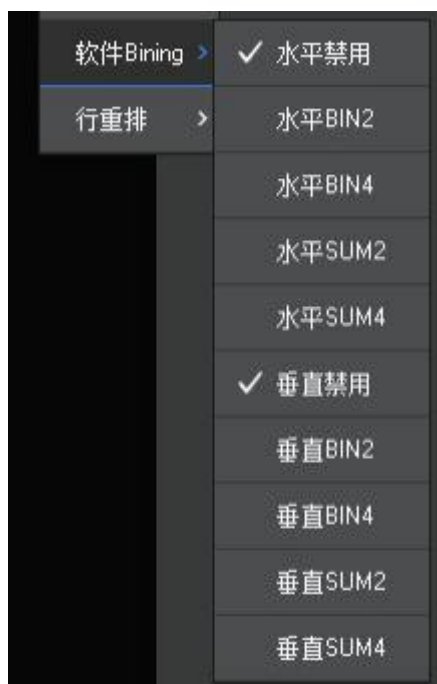 软件Bining
行重排
水平禁用
水平BIN2
水平BIN4
水平SUM2
水平SUM4
垂直禁用
垂直BIN2
垂直BIN4
垂直SUM2
垂直SUM4